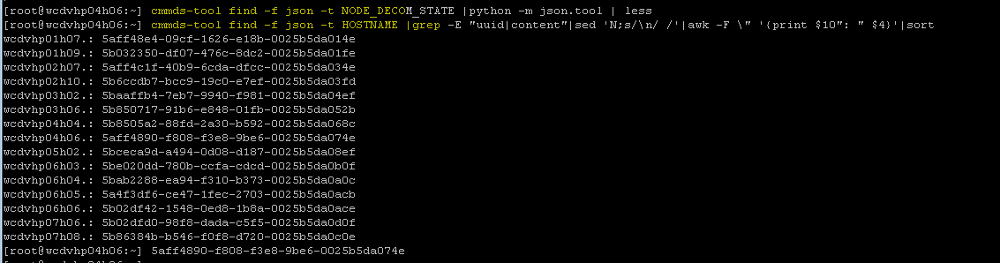 [root@wcdvhp04h06:~] cmmds-tool find -f json -t NODE_DECOM_STATE |python -m json.tool | less
[root@wcdvhp04h06:~] cmmds-tool find -f json -t HOSTNAME |grep -E "uuid|content"|sed 'N;s/\n/ /'|awk -F \" '{print $10": " $4}'|sort
wcdvhp01h07.: 5aff48e4-09cf-1626-e18b-0025b5da014e
wcdvhp01h09.: 5b032350-df07-476c-8dc2-0025b5da01fe
wcdvhp02h07.: 5aff4c1f-40b9-6cda-dfcc-0025b5da034e
wcdvhp02h10.: 5b6ccdb7-bcc9-19c0-e7ef-0025b5da03fd
wcdvhp03h02.: 5baaffb4-7eb7-9940-f981-0025b5da04ef
wcdvhp03h06.: 5b850717-91b6-e848-01fb-0025b5da052b
wcdvhp04h04.: 5b8505a2-88fd-2a30-b592-0025b5da068c
wcdvhp04h06.: 5aff4890-f808-f3e8-9be6-0025b5da074e
wcdvhp05h02.: 5bceca9d-a494-0d08-d187-0025b5da08ef
wcdvhp06h03.: 5be020dd-780b-ccfa-cdcd-0025b5da0b0f
wcdvhp06h04.: 5bab2288-ea94-f310-b373-0025b5da0a0c
wcdvhp06h05.: 5a4f3df6-ce47-1fec-2703-0025b5da0acb
wcdvhp06h06.: 5b02df42-1548-0ed8-1b8a-0025b5da0ace
wcdvhp07h06.: 5b02dfd0-98f8-dada-c5f5-0025b5da0d0f
wcdvhp07h08.: 5b86384b-b546-f0f8-d720-0025b5da0c0e
[root@wcdvhp04h06:~] 5aff4890-f808-f3e8-9be6-0025b5da074e